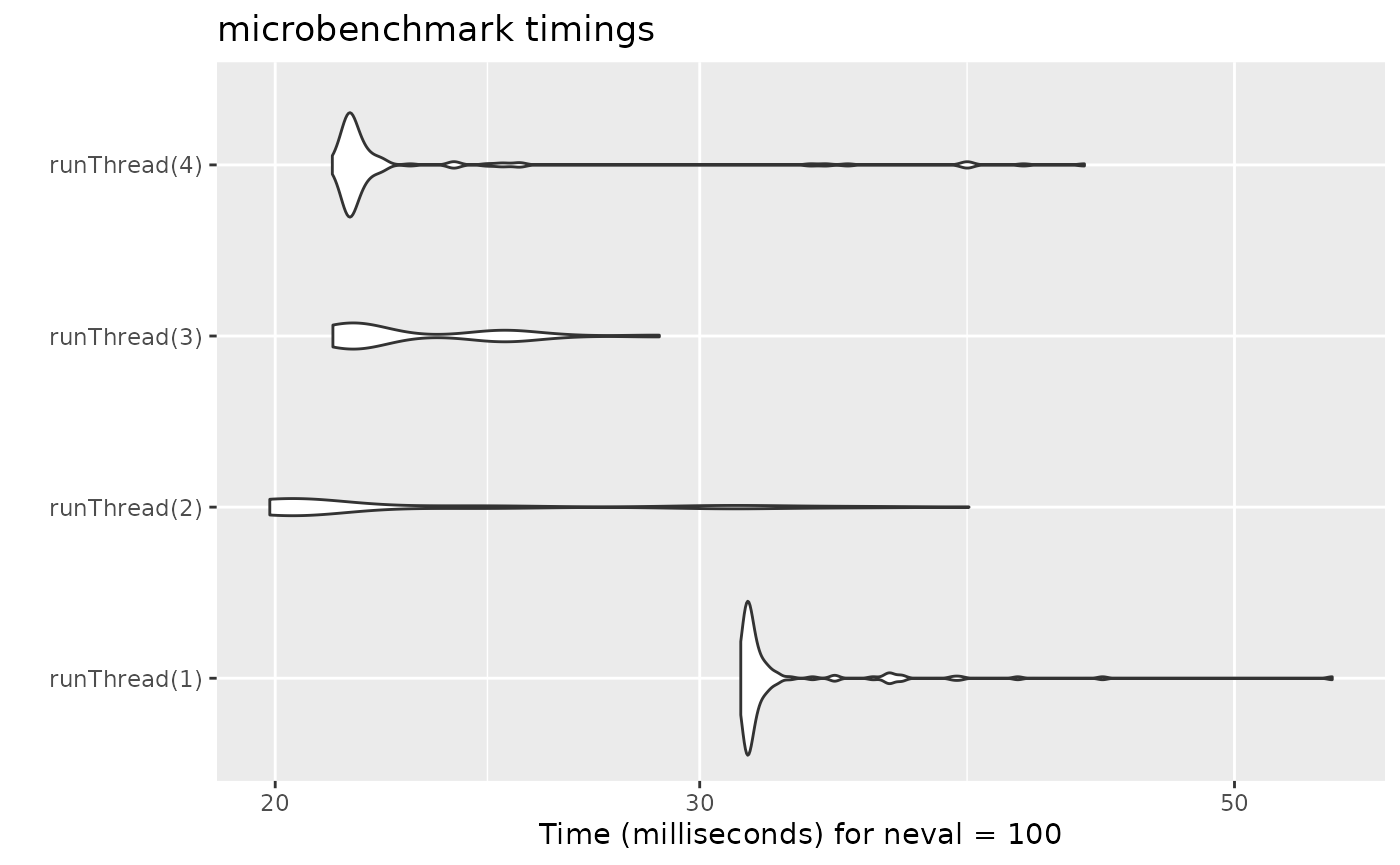 microbenchmark timings
runThread(4)
runThread(3)
runThread(2)
runThread(1)
20 30 50
Time (milliseconds) for neval = 100